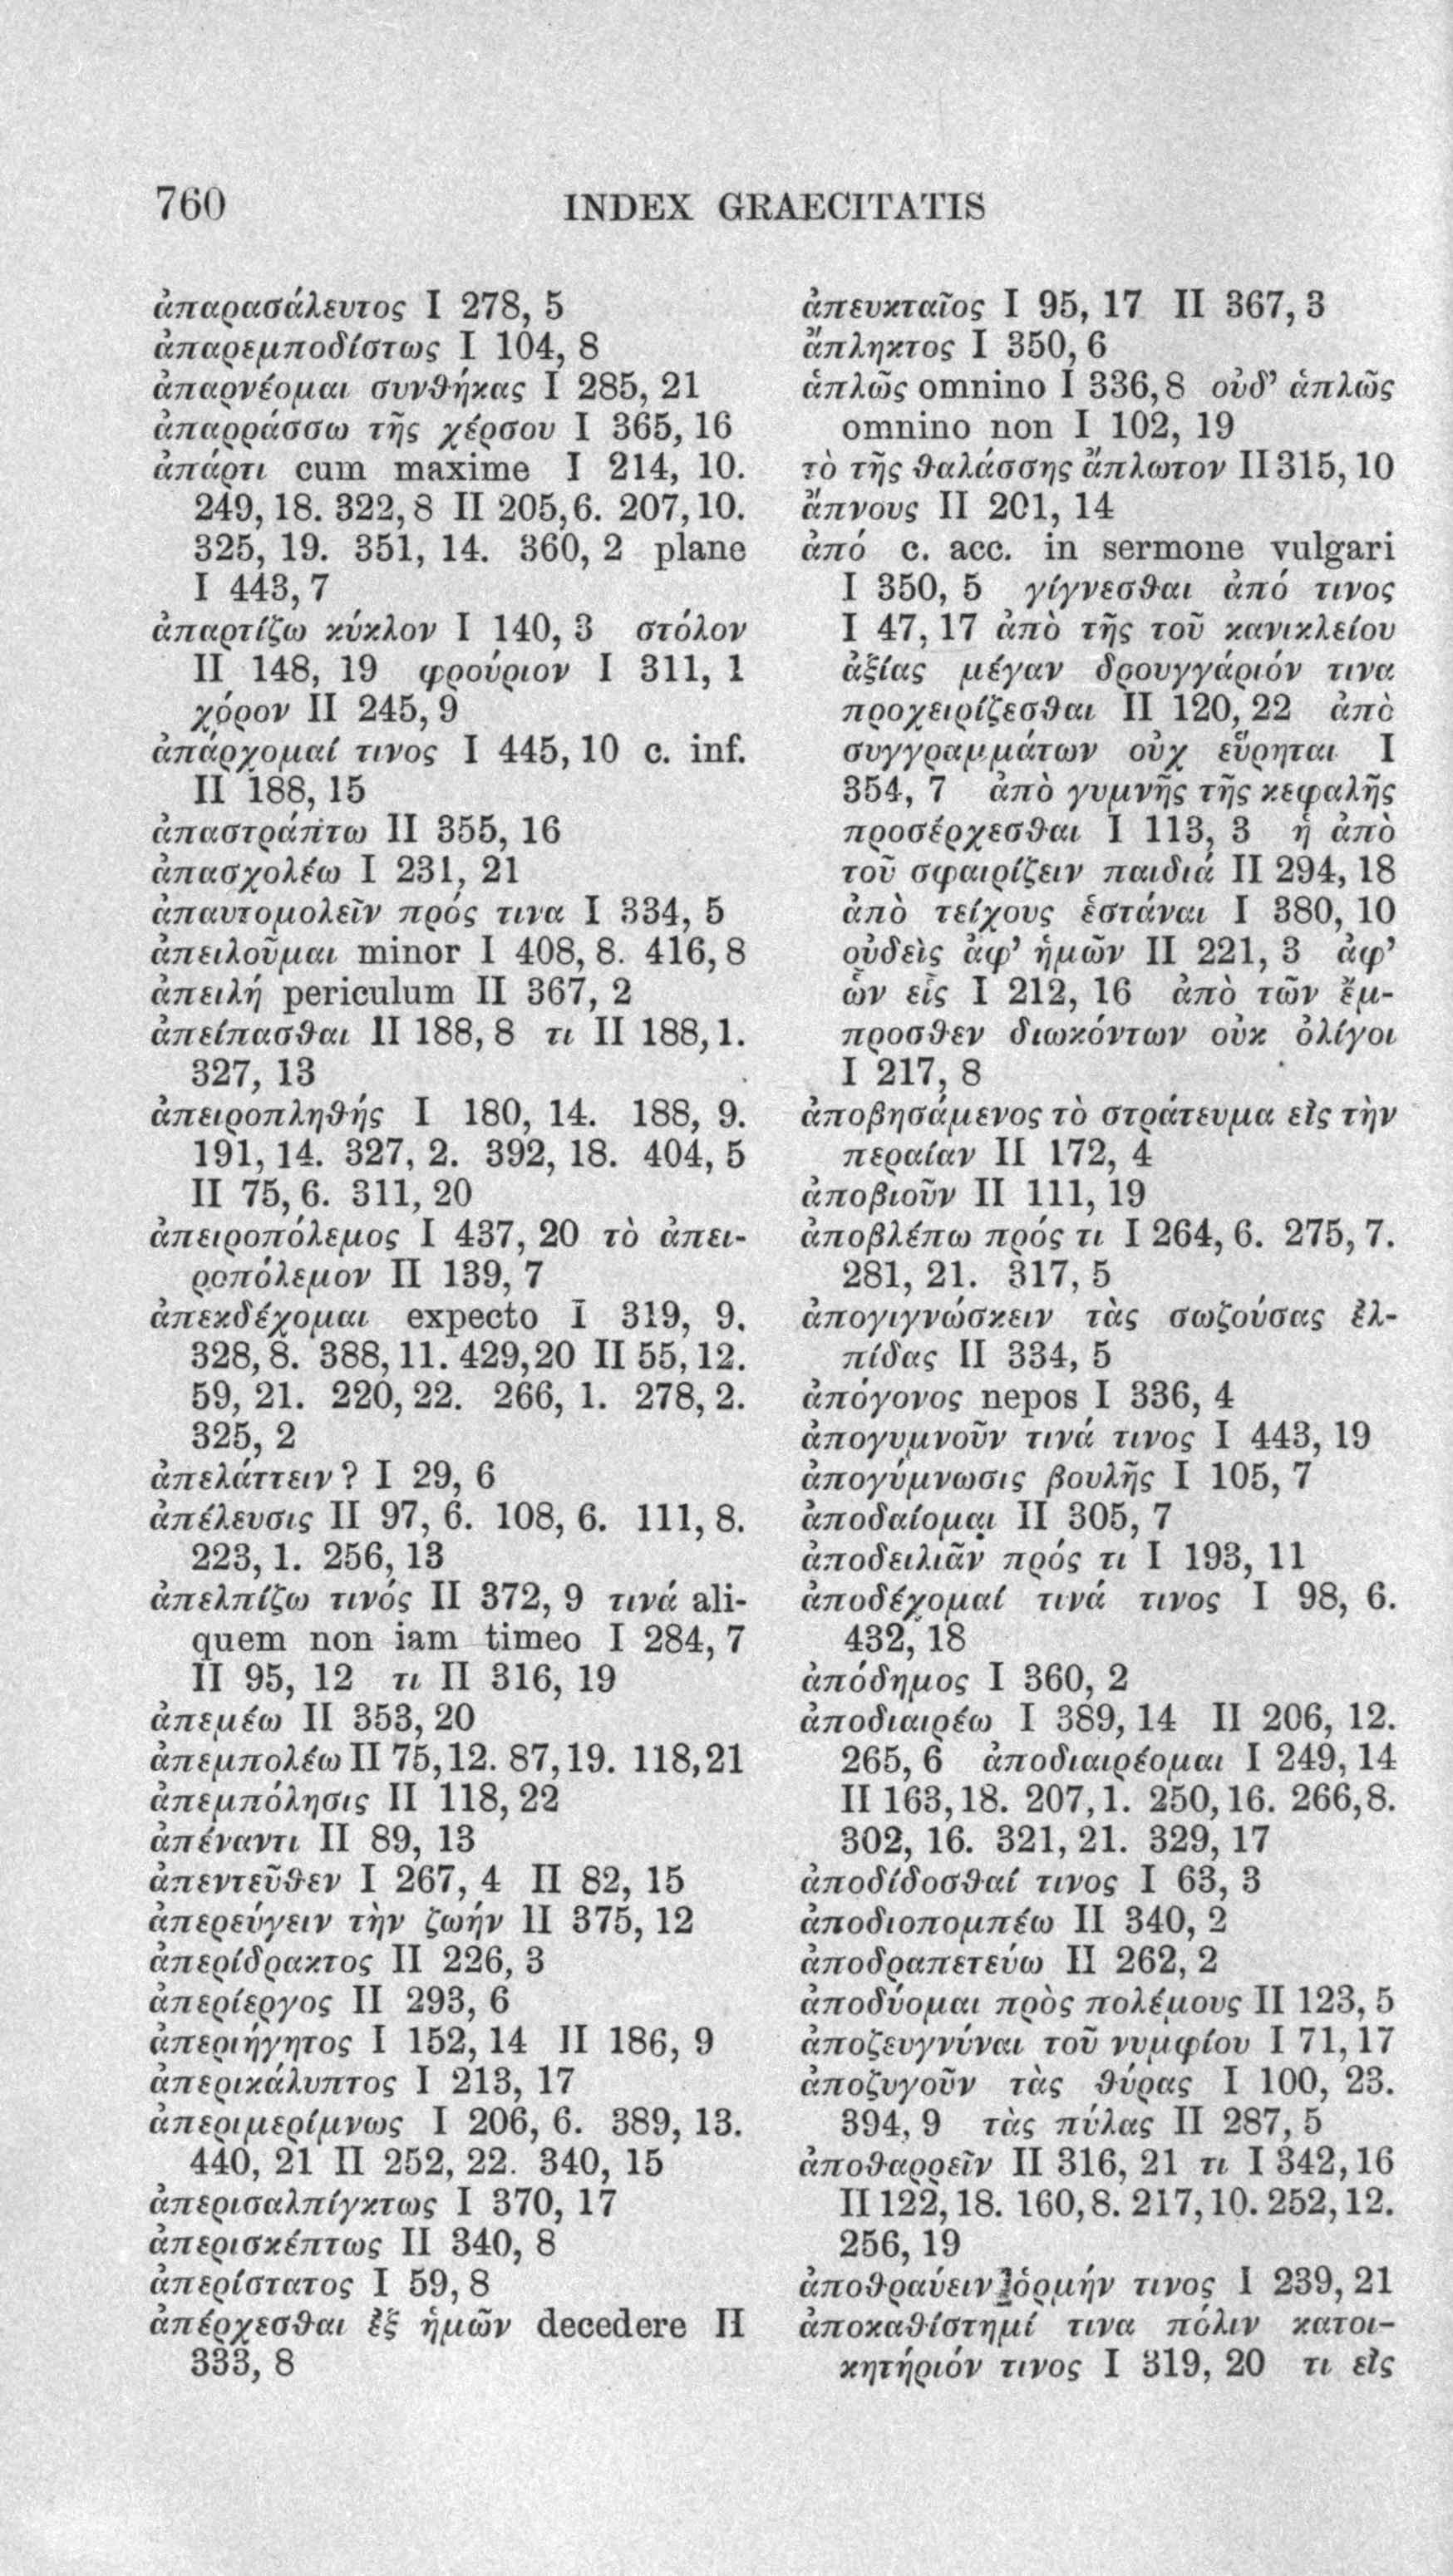 760
INDEX GRAECITATIS
ἀπαρασάλευτος I 278, 5
ἀπαρεμποδίστως I 104, 8
ἀπαρνέομαι συνθήκας I 285, 21
ἀπαρράσσω τῆς χέρσου I 365, 16
ἀπάρτι cum maxime I 214, 10.
249, 18. 322, 8 II 205, 6. 207, 10.
325, 19. 351, 14. 360, 2 plane
I 443, 7
ἀπαρτίζω κύκλον I 140, 3 στόλον
II 148, 19 φρούριον I 311, 1
χόρον II 245, 9
ἀπάρχομαί τινος I 445, 10 c. inf.
II 188, 15
ἀπαστράπτω II 355, 16
ἀπασχολέω I 231, 21
ἀπαυτομολεῖν πρός τινα I 334, 5
ἀπειλοῦμαι minor I 408, 8. 416, 8
ἀπειλή periculum II 367, 2
ἀπείπασθαι II 188, 8 τι II 188, 1.
327, 13
ἀπειροπληθής I 180, 14. 188, 9.
191, 14. 327, 2. 392, 18. 404, 5
II 75, 6. 311, 20
ἀπειροπόλεμος I 437, 20 τὸ ἀπει-
ροπόλεμον II 139, 7
ἀπεκδέχομαι expecto I 319, 9.
328, 8. 388, 11. 429, 20 II 55, 12.
59, 21. 220, 22. 266, 1. 278, 2.
325, 2
ἀπελάττειν? I 29, 6
ἀπέλευσις II 97, 6. 108, 6. 111, 8.
223, 1. 256, 13
ἀπελπίζω τινός II 372, 9 τινά ali-
quem non iam timeo I 284, 7
II 95, 12 τι II 316, 19
ἀπεμέω II 353, 20
ἀπεμπολέω II 75, 12. 87, 19. 118, 21
ἀπεμπόλησις II 118, 22
ἀπέναντι II 89, 13
ἀπεντεῦθεν I 267, 4 II 82, 15
ἀπερεύγειν τὴν ζωήν II 375, 12
ἀπερίδρακτος II 226, 3
ἀπερίεργος II 293, 6
ἀπεριήγητος I 152, 14 II 186, 9
ἀπερικάλυπτος I 213, 17
ἀπεριμερίμνως I 206, 6. 389, 13.
440, 21 II 252, 22. 340, 15
ἀπερισαλπίγκτως I 370, 17
ἀπερισκέπτως II 340, 8
ἀπερίστατος I 59, 8
ἀπέρχεσθαι ἐξ ἡμῶν decedere II
333, 8
ἀπευκταῖος I 95, 17 II 367, 3
ἄπληκτος I 350, 6
ἁπλῶς omnino I 336, 8 οὐδ’ ἁπλῶς
omnino non I 102, 19
τὸ τῆς θαλάσσης ἄπλωτον II 315, 10
ἄπνους II 201, 14
ἀπό c. acc. in sermone vulgari
I 350, 5 γίγνεσθαι ἀπό τινος
I 47, 17 ἀπὸ τῆς τοῦ κανικλείου
ἀξίας μέγαν δρουγγάριόν τινα
προχειρίζεσθαι II 120, 22 ἀπὸ
συγγραμμάτων οὐχ εὕρηται I
354, 7 ἀπὸ γυμνῆς τῆς κεφαλῆς
προσέρχεσθαι I 113, 3 ἡ ἀπὸ
τοῦ σφαιρίζειν παιδιά II 294, 18
ἀπὸ τείχους ἑστάναι I 380, 10
οὐδεὶς ἀφ’ ἡμῶν II 221, 3 ἀφ’
ὧν εἷς I 212, 16 ἀπὸ τῶν ἔμ-
προσθεν διωκόντων οὐκ ὀλίγοι
I 217, 8
ἀποβησάμενος τὸ στράτευμα εἰς τὴν
περαίαν II 172, 4
ἀποβιοῦν II 111, 19
ἀποβλέπω πρός τι I 264, 6. 275, 7.
281, 21. 317, 5
ἀπογιγνώσκειν τὰς σωζούσας ἐλ-
πίδας II 334, 5
ἀπόγονος nepos I 336, 4
ἀπογυμνοῦν τινά τινος I 443, 19
ἀπογύμνωσις βουλῆς I 105, 7
ἀποδαίομαι II 305, 7
ἀποδειλιᾶν πρός τι I 193, 11
ἀποδέχομαί τινά τινος I 98, 6.
432, 18
ἀπόδημος I 360, 2
ἀποδιαιρέω I 389, 14 II 206, 12.
265, 6 ἀποδιαιρέομαι I 249, 14
II 163, 18. 207, 1. 250, 16. 266, 8.
302, 16. 321, 21. 329, 17
ἀποδίδοσθαί τινος I 63, 3
ἀποδιοπομπέω II 340, 2
ἀποδραπετεύω II 262, 2
ἀποδύομαι πρὸς πολέμους II 123, 5
ἀποζευγνύναι τοῦ νυμφίου I 71, 17
ἀποζυγοῦν τὰς θύρας I 100, 23.
394, 9 τὰς πύλας II 287, 5
ἀποθαρρεῖν II 316, 21 τι I 342, 16
II 122, 18. 160, 8. 217, 10. 252, 12.
256, 19
ἀποθραύειν ὁρμήν τινος I 239, 21
ἀποκαθίστημί τινα πόλιν κατοι-
κητήριόν τινος I 319, 20 τι εἰς